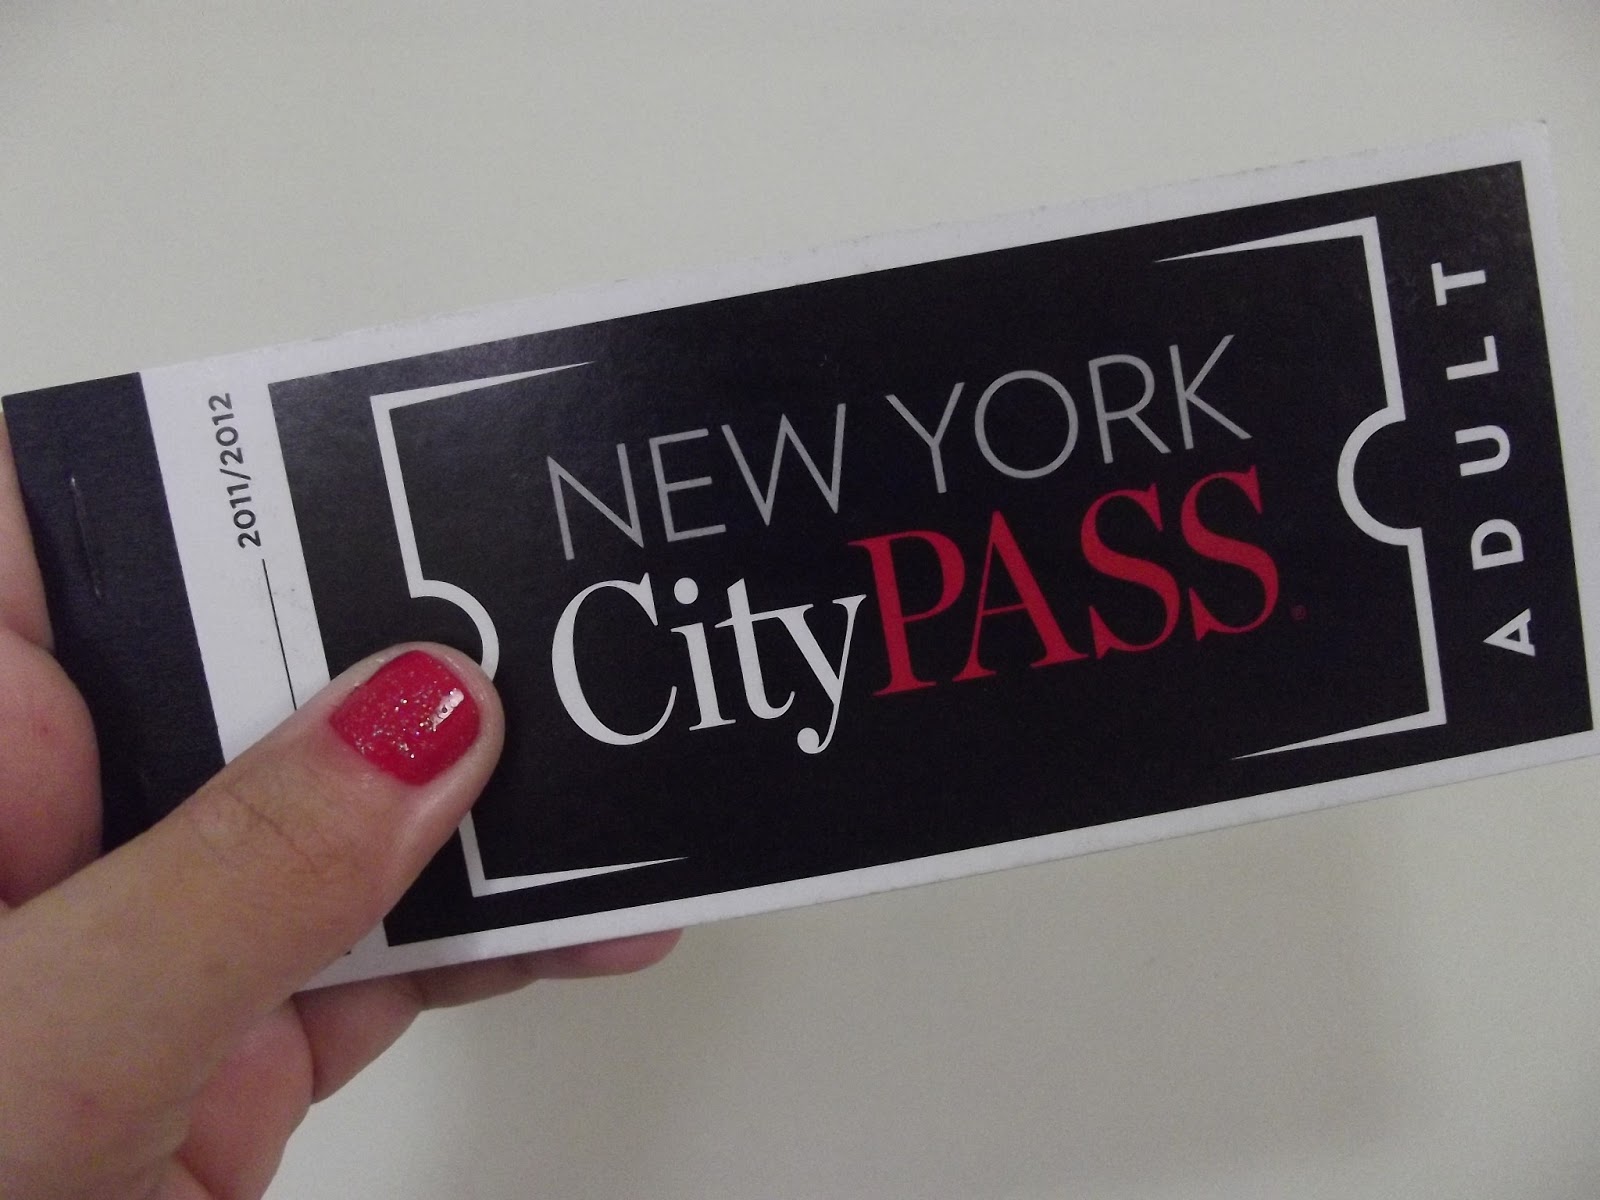 2011/2012
NEW YORK
CityPASS®
ADULT